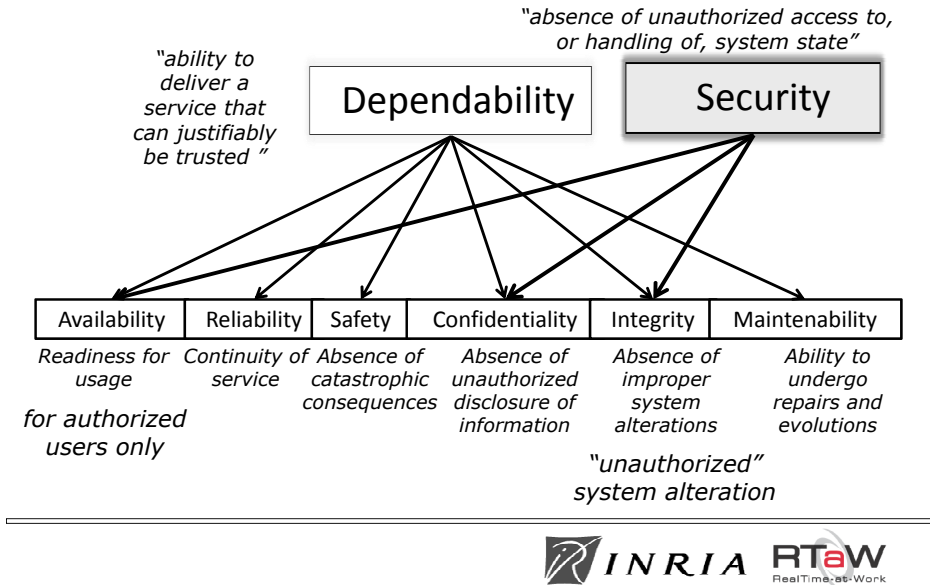 “absence of unauthorized access to,
or handling of, system state”
“ability to
deliver a
service that
can justifiably
be trusted ”
Dependability
Security
Availability
Reliability
Safety
Confidentiality
Integrity
Maintenability
Readiness for
usage
Continuity of
service
Absence of
catastrophic
consequences
Absence of
unauthorized
disclosure of
information
Absence of
improper
system
alterations
Ability to
undergo
repairs and
evolutions
for authorized
users only
“unauthorized”
system alteration
INRIA
RTaW
RealTime-at-Work